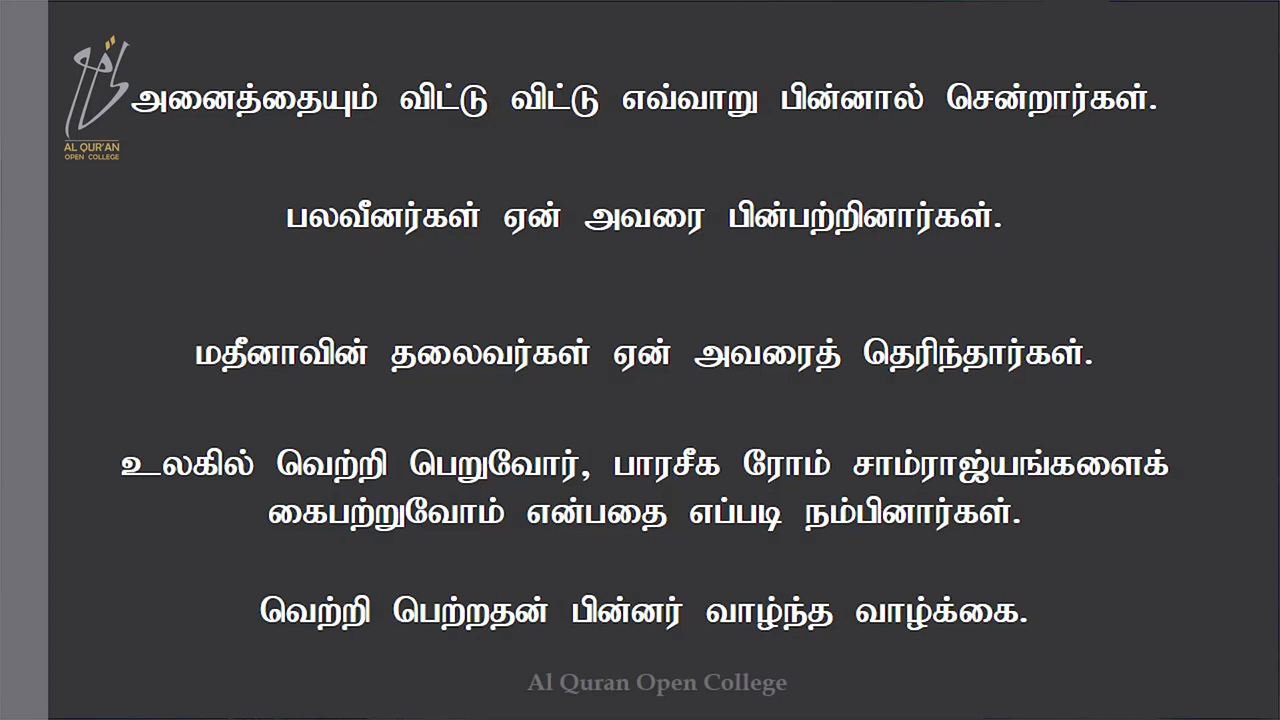 AL QUR'AN
OPEN COLLEGE
அனைத்தையும் விட்டு விட்டு எவ்வாறு பின்னால் சென்றார்கள்.
பலவீனர்கள் ஏன் அவரை பின்பற்றினார்கள்.
மதீனாவின் தலைவர்கள் ஏன் அவரைத் தெரிந்தார்கள்.
உலகில் வெற்றி பெறுவோர், பாரசீக ரோம் சாம்ராஜ்யங்களைக்
கைபற்றுவோம் என்பதை எப்படி நம்பினார்கள்.
வெற்றி பெற்றதன் பின்னர் வாழ்ந்த வாழ்க்கை.
Al Quran Open College